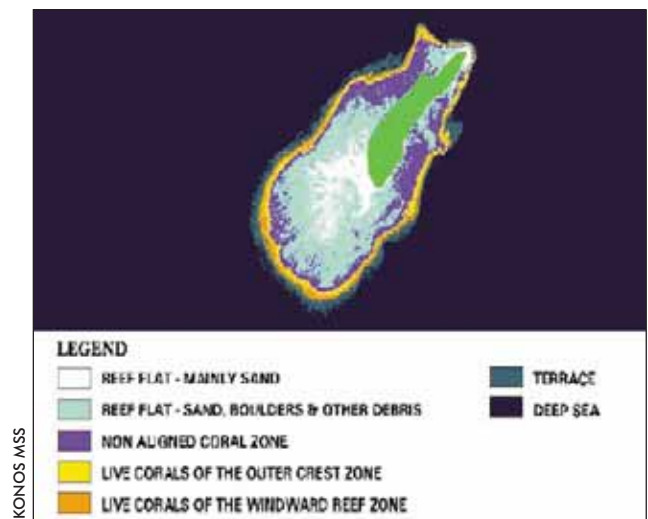 LEGEND
REEF FLAT - MAINLY SAND
REEF FLAT - SAND, BOULDERS & OTHER DEBRIS
NON ALIGNED CORAL ZONE
LIVE CORALS OF THE OUTER CREST ZONE
LIVE CORALS OF THE WINDWARD REEF ZONE
TERRACE
DEEP SEA
KONOS MSS